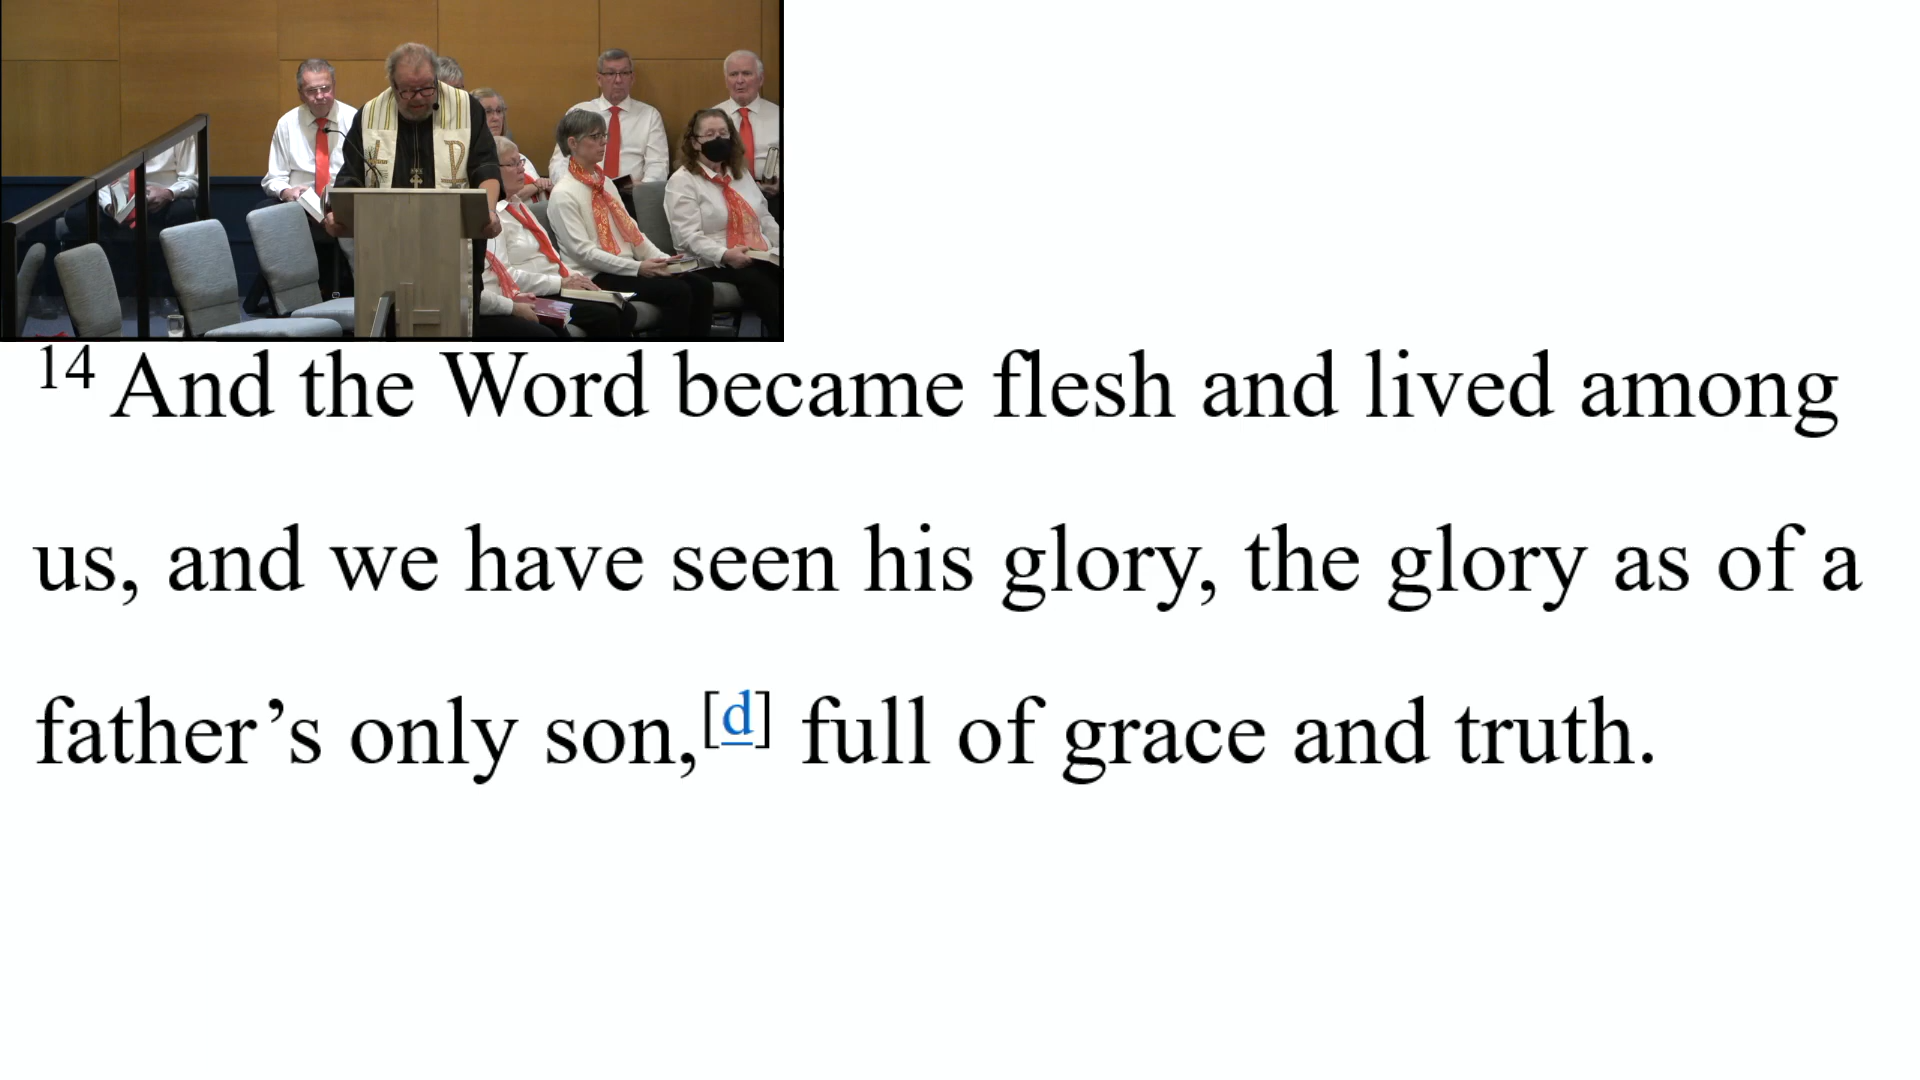 14 And the Word became flesh and lived among
us, and we have seen his glory, the glory as of a
father’s only son,[d] full of grace and truth.